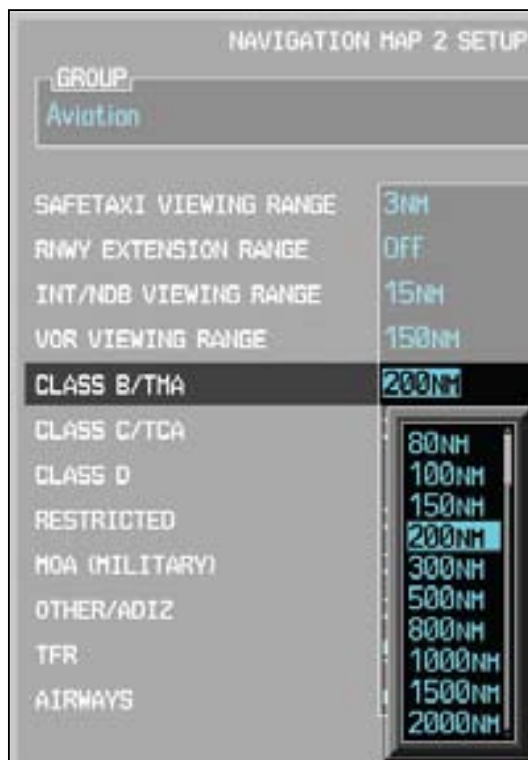 NAVIGATION MAP 2 SETUP
GROUP
Aviation
SAFETAXI VIEWING RANGE 3NM
RNWY EXTENSION RANGE Off
INT/NDB VIEWING RANGE 15NM
VOR VIEWING RANGE 150NM
CLASS B/TMA 200NM
CLASS C/TCA
CLASS D
RESTRICTED
MOA (MILITARY)
OTHER/ADIZ
TFR
AIRWAYS
80NM
100NM
150NM
200NM
300NM
500NM
800NM
1000NM
1500NM
2000NM